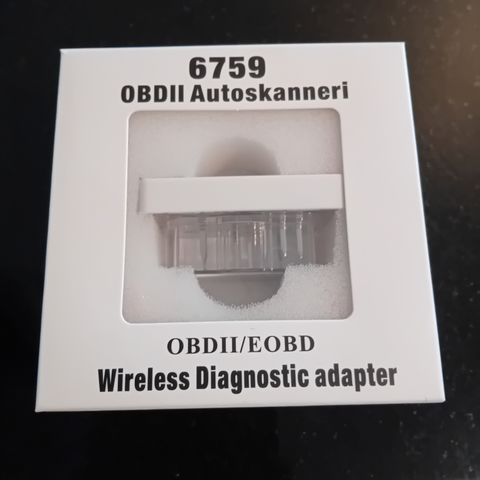 6759
OBDII Autoskanneri
OBDII/EOBD
Wireless Diagnostic adapter